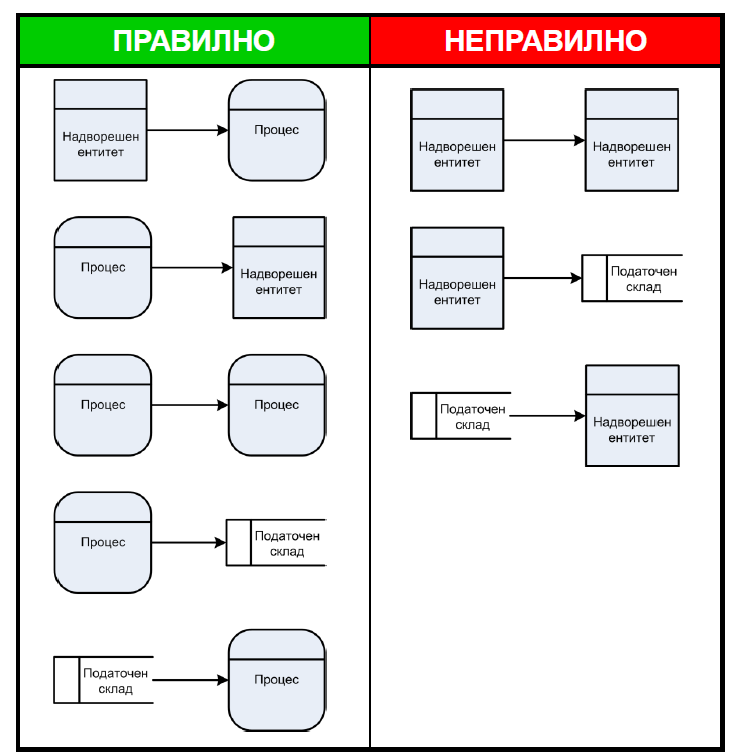 ПРАВИЛНО
НЕПРАВИЛНО
Надворешен
ентитет
Процес
Процес
Надворешен
ентитет
Процес
Процес
Процес
Податочен
склад
Податочен
склад
Процес
Надворешен
ентитет
Надворешен
ентитет
Надворешен
ентитет
Податочен
склад
Податочен
склад
Надворешен
ентитет